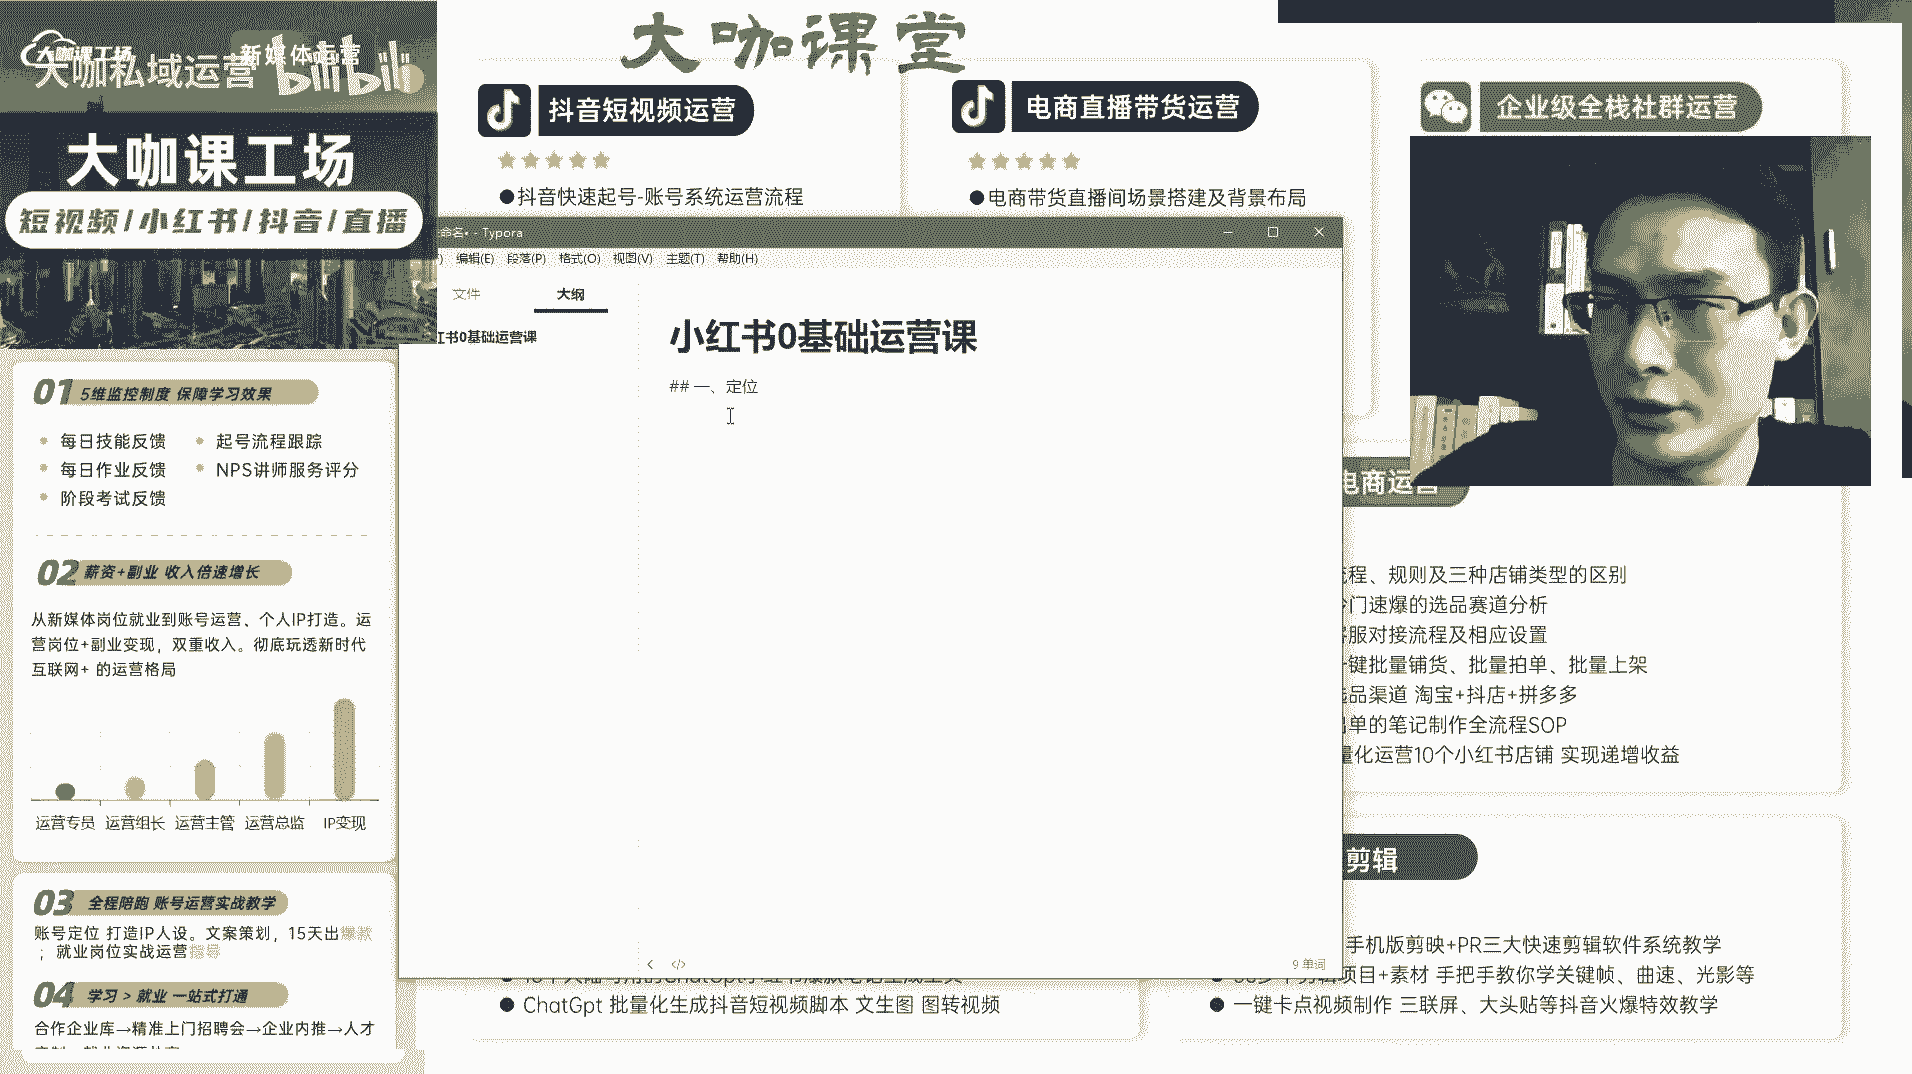 大咖课堂
大咖课工场
新媒体运营
大咖私域运营
bilibili
大咖课工场
短视频/小红书/抖音/直播
抖音短视频运营
抖音快速起号-账号系统运营流程
电商直播带货运营
电商带货直播间场景搭建及背景布局
企业级全栈社群运营
命名• - Typora
编辑(E) 段落(P) 格式(O) 视图(V) 主题(T) 帮助(H)
文件
大纲
书0基础运营课
小红书0基础运营课
## 一、定位
9 单词
01 5维监控制度 保障学习效果
每日技能反馈
起号流程跟踪
每日作业反馈
NPS讲师服务评分
阶段考试反馈
02 薪资+副业 收入倍速增长
从新媒体岗位就业到账号运营、个人IP打造。运
营岗位+副业变现，双重收入。彻底玩透新时代
互联网+ 的运营格局
运营专员 运营组长 运营主管 运营总监 IP变现
03 全程陪跑 账号运营实战教学
账号定位 打造IP人设。文案策划，15天出爆款
；就业岗位实战运营指导
04 学习 > 就业 一站式打通
合作企业库→精准上门招聘会→企业内推→人才
电商运营
程、规则及三种店铺类型的区别
门速爆的选品赛道分析
服对接流程及相应设置
键批量铺货、批量拍单、批量上架
品渠道 淘宝+抖店+拼多多
单的笔记制作全流程SOP
量化运营10个小红书店铺 实现递增收益
剪辑
手机版剪映+PR三大快速剪辑软件系统教学
项目+素材 手把手教你学关键帧、曲速、光影等
一键卡点视频制作 三联屏、大头贴等抖音火爆特效教学
ChatGpt 批量化生成抖音短视频脚本 文生图 图转视频